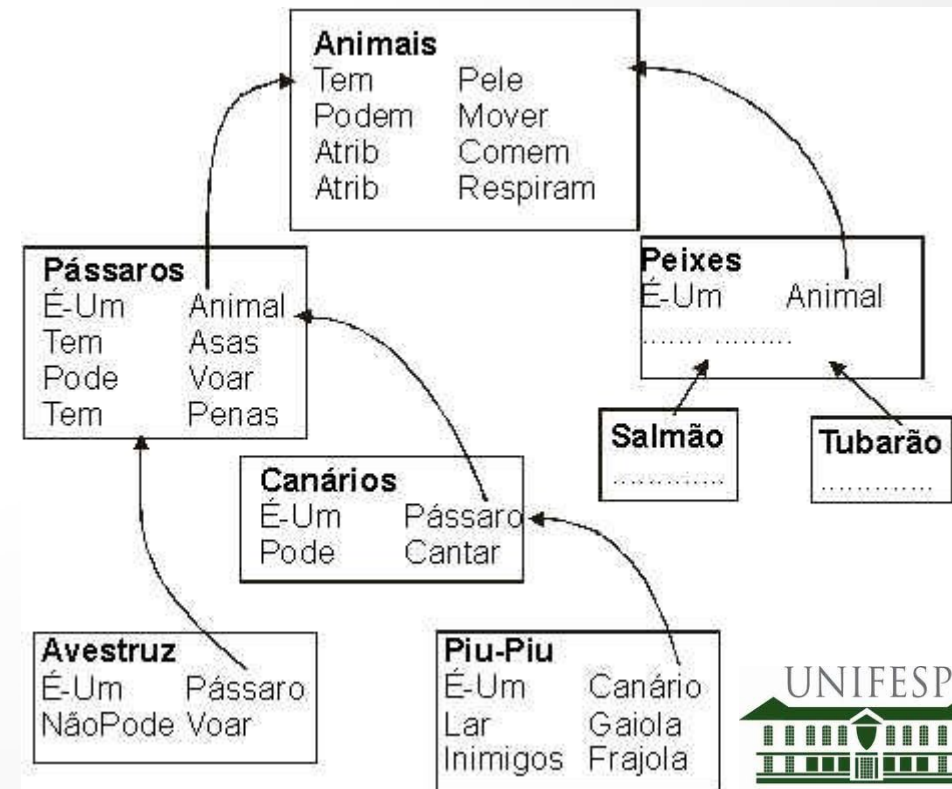 Animais
Tem Pele
Podem Mover
Atrib Comem
Atrib Respiram
Pássaros
É-Um Animal
Tem Asas
Pode Voar
Tem Penas
Peixes
É-Um Animal
....... .........
Salmão
............
Tubarão
............
Canários
É-Um Pássaro
Pode Cantar
Avestruz
É-Um Pássaro
NãoPode Voar
Piu-Piu
É-Um Canário
Lar Gaiola
Inimigos Frajola
UNIFESP